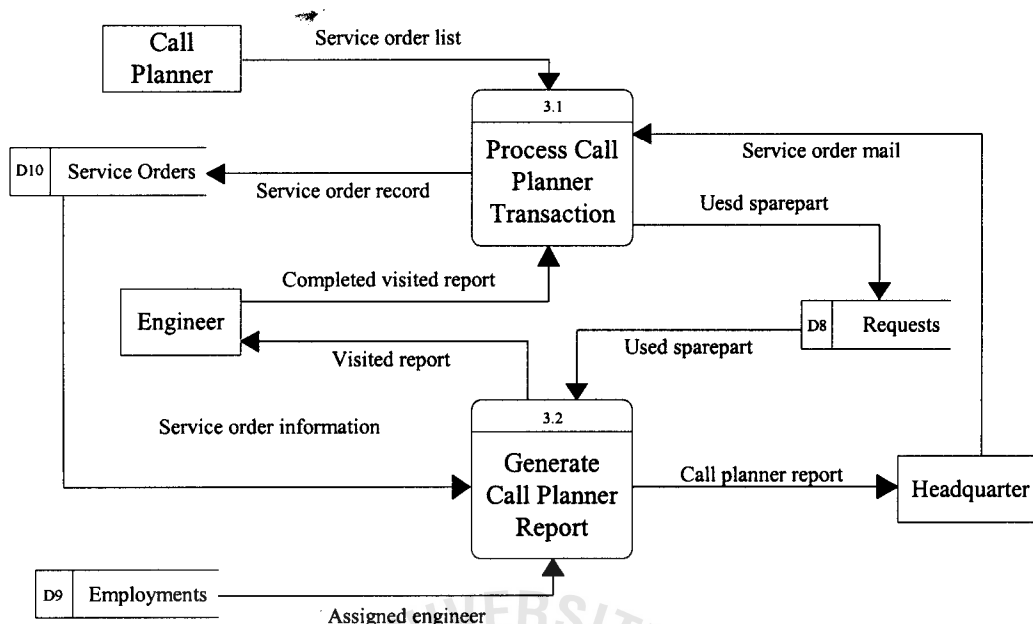 Call
Planner
Service order list
3.1
Process Call
Planner
Transaction
Service order mail
D10 Service Orders
Service order record
Uesd sparepart
Completed visited report
Engineer
D8 Requests
Visited report
Used sparepart
Service order information
3.2
Generate
Call Planner
Report
Call planner report
Headquarter
D9 Employments
Assigned engineer